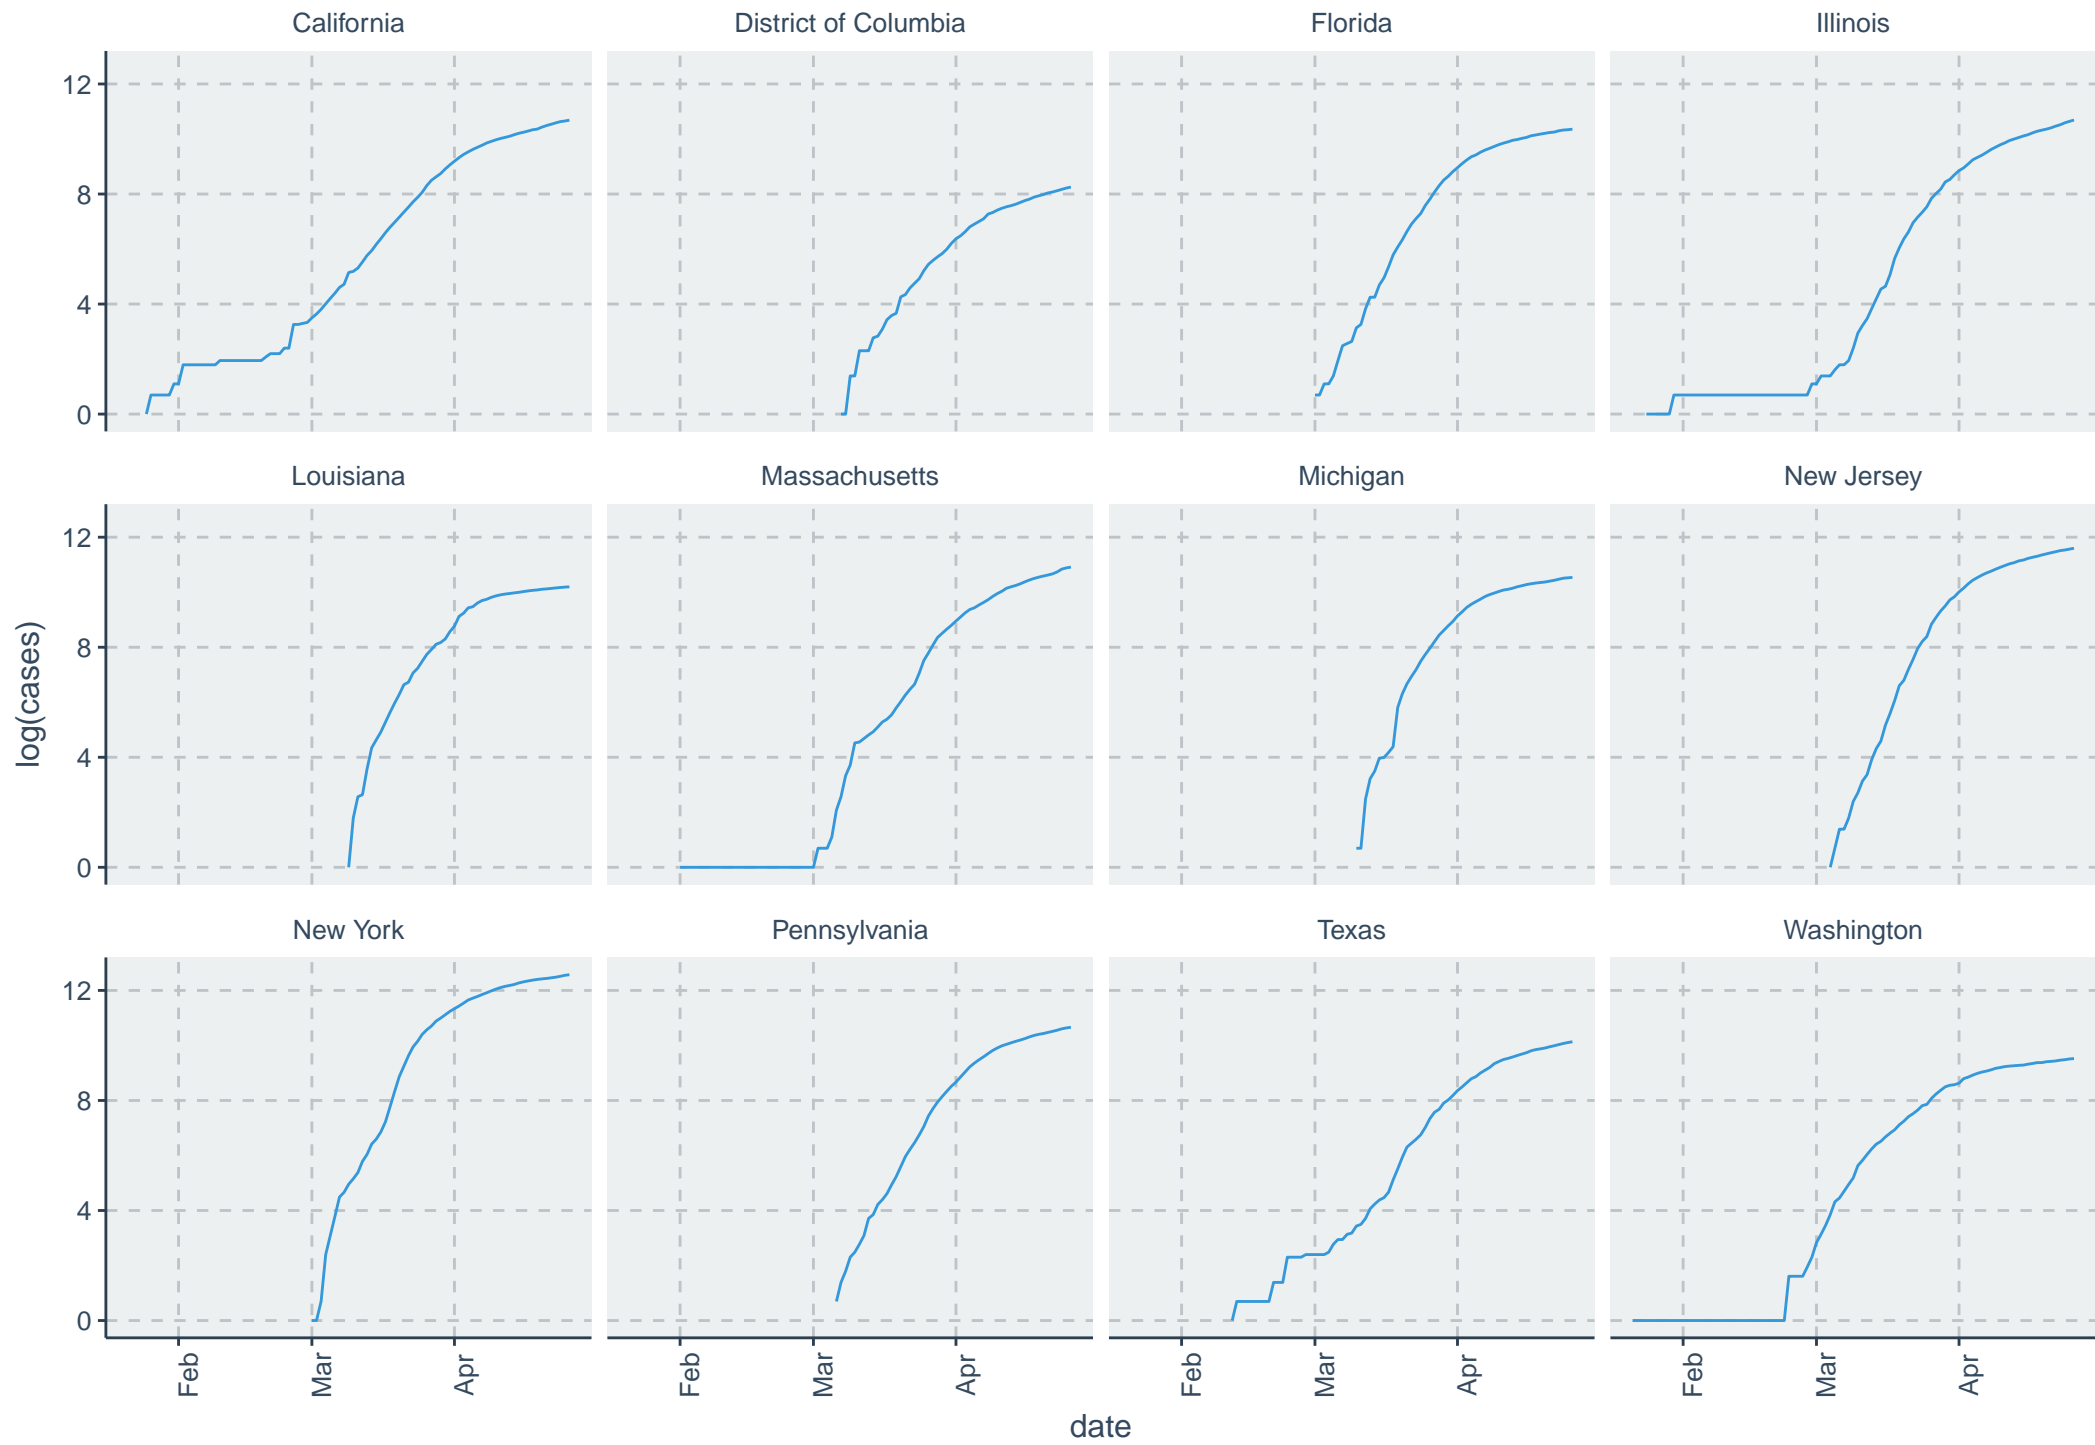 California District of Columbia Florida Illinois
12
8
4
0
Louisiana Massachusetts Michigan New Jersey
12
8
4
0
log(cases)
New York Pennsylvania Texas Washington
12
8
4
0
Feb Mar Apr Feb Mar Apr Feb Mar Apr Feb Mar Apr
date